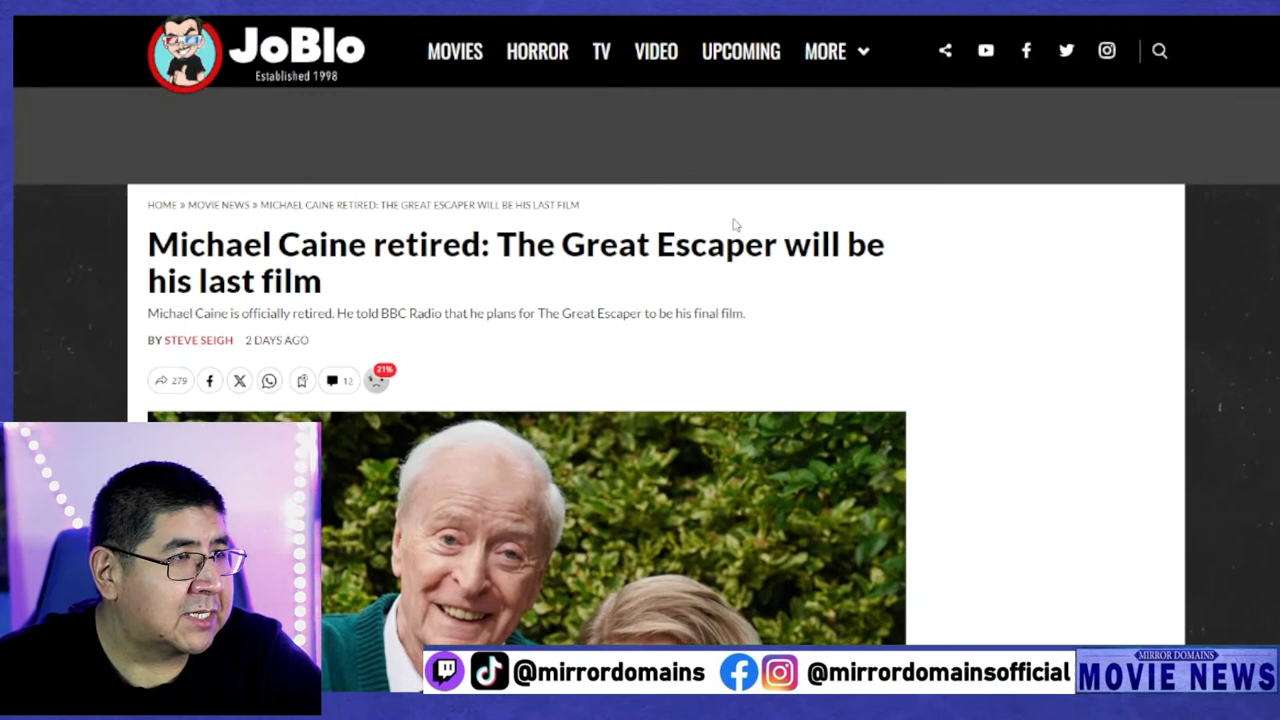 JoBlo
Established 1998
MOVIES HORROR TV VIDEO UPCOMING MORE
HOME » MOVIE NEWS » MICHAEL CAINE RETIRED: THE GREAT ESCAPER WILL BE HIS LAST FILM
Michael Caine retired: The Great Escaper will be
his last film
Michael Caine is officially retired. He told BBC Radio that he plans for The Great Escaper to be his final film.
BY STEVE SEIGH 2 DAYS AGO
279 12 21%
@mirrordomains @mirrordomainsofficial
MIRROR DOMAINS
MOVIE NEWS